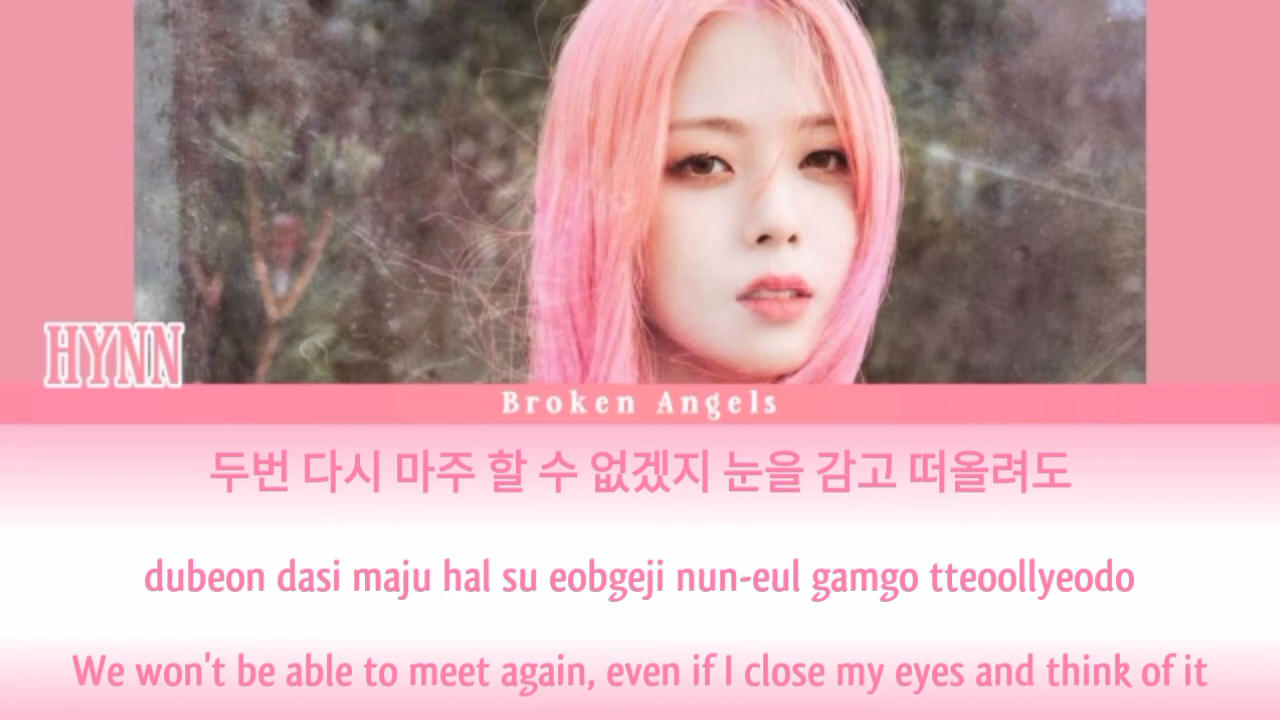 HYNN
Broken Angels
두번 다시 마주 할 수 없겠지 눈을 감고 떠올려도
dubeon dasi maju hal su eobgeji nun-eul gamgo tteoollyeodo
We won't be able to meet again, even if I close my eyes and think of it